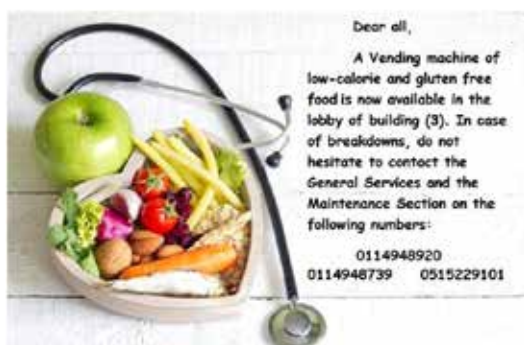 Dear all,
A Vending machine of
low-calorie and gluten free
food is now available in the
lobby of building (3). In case
of breakdowns, do not
hesitate to contact the
General Services and the
Maintenance Section on the
following numbers:
0114948920
0114948739 0515229101